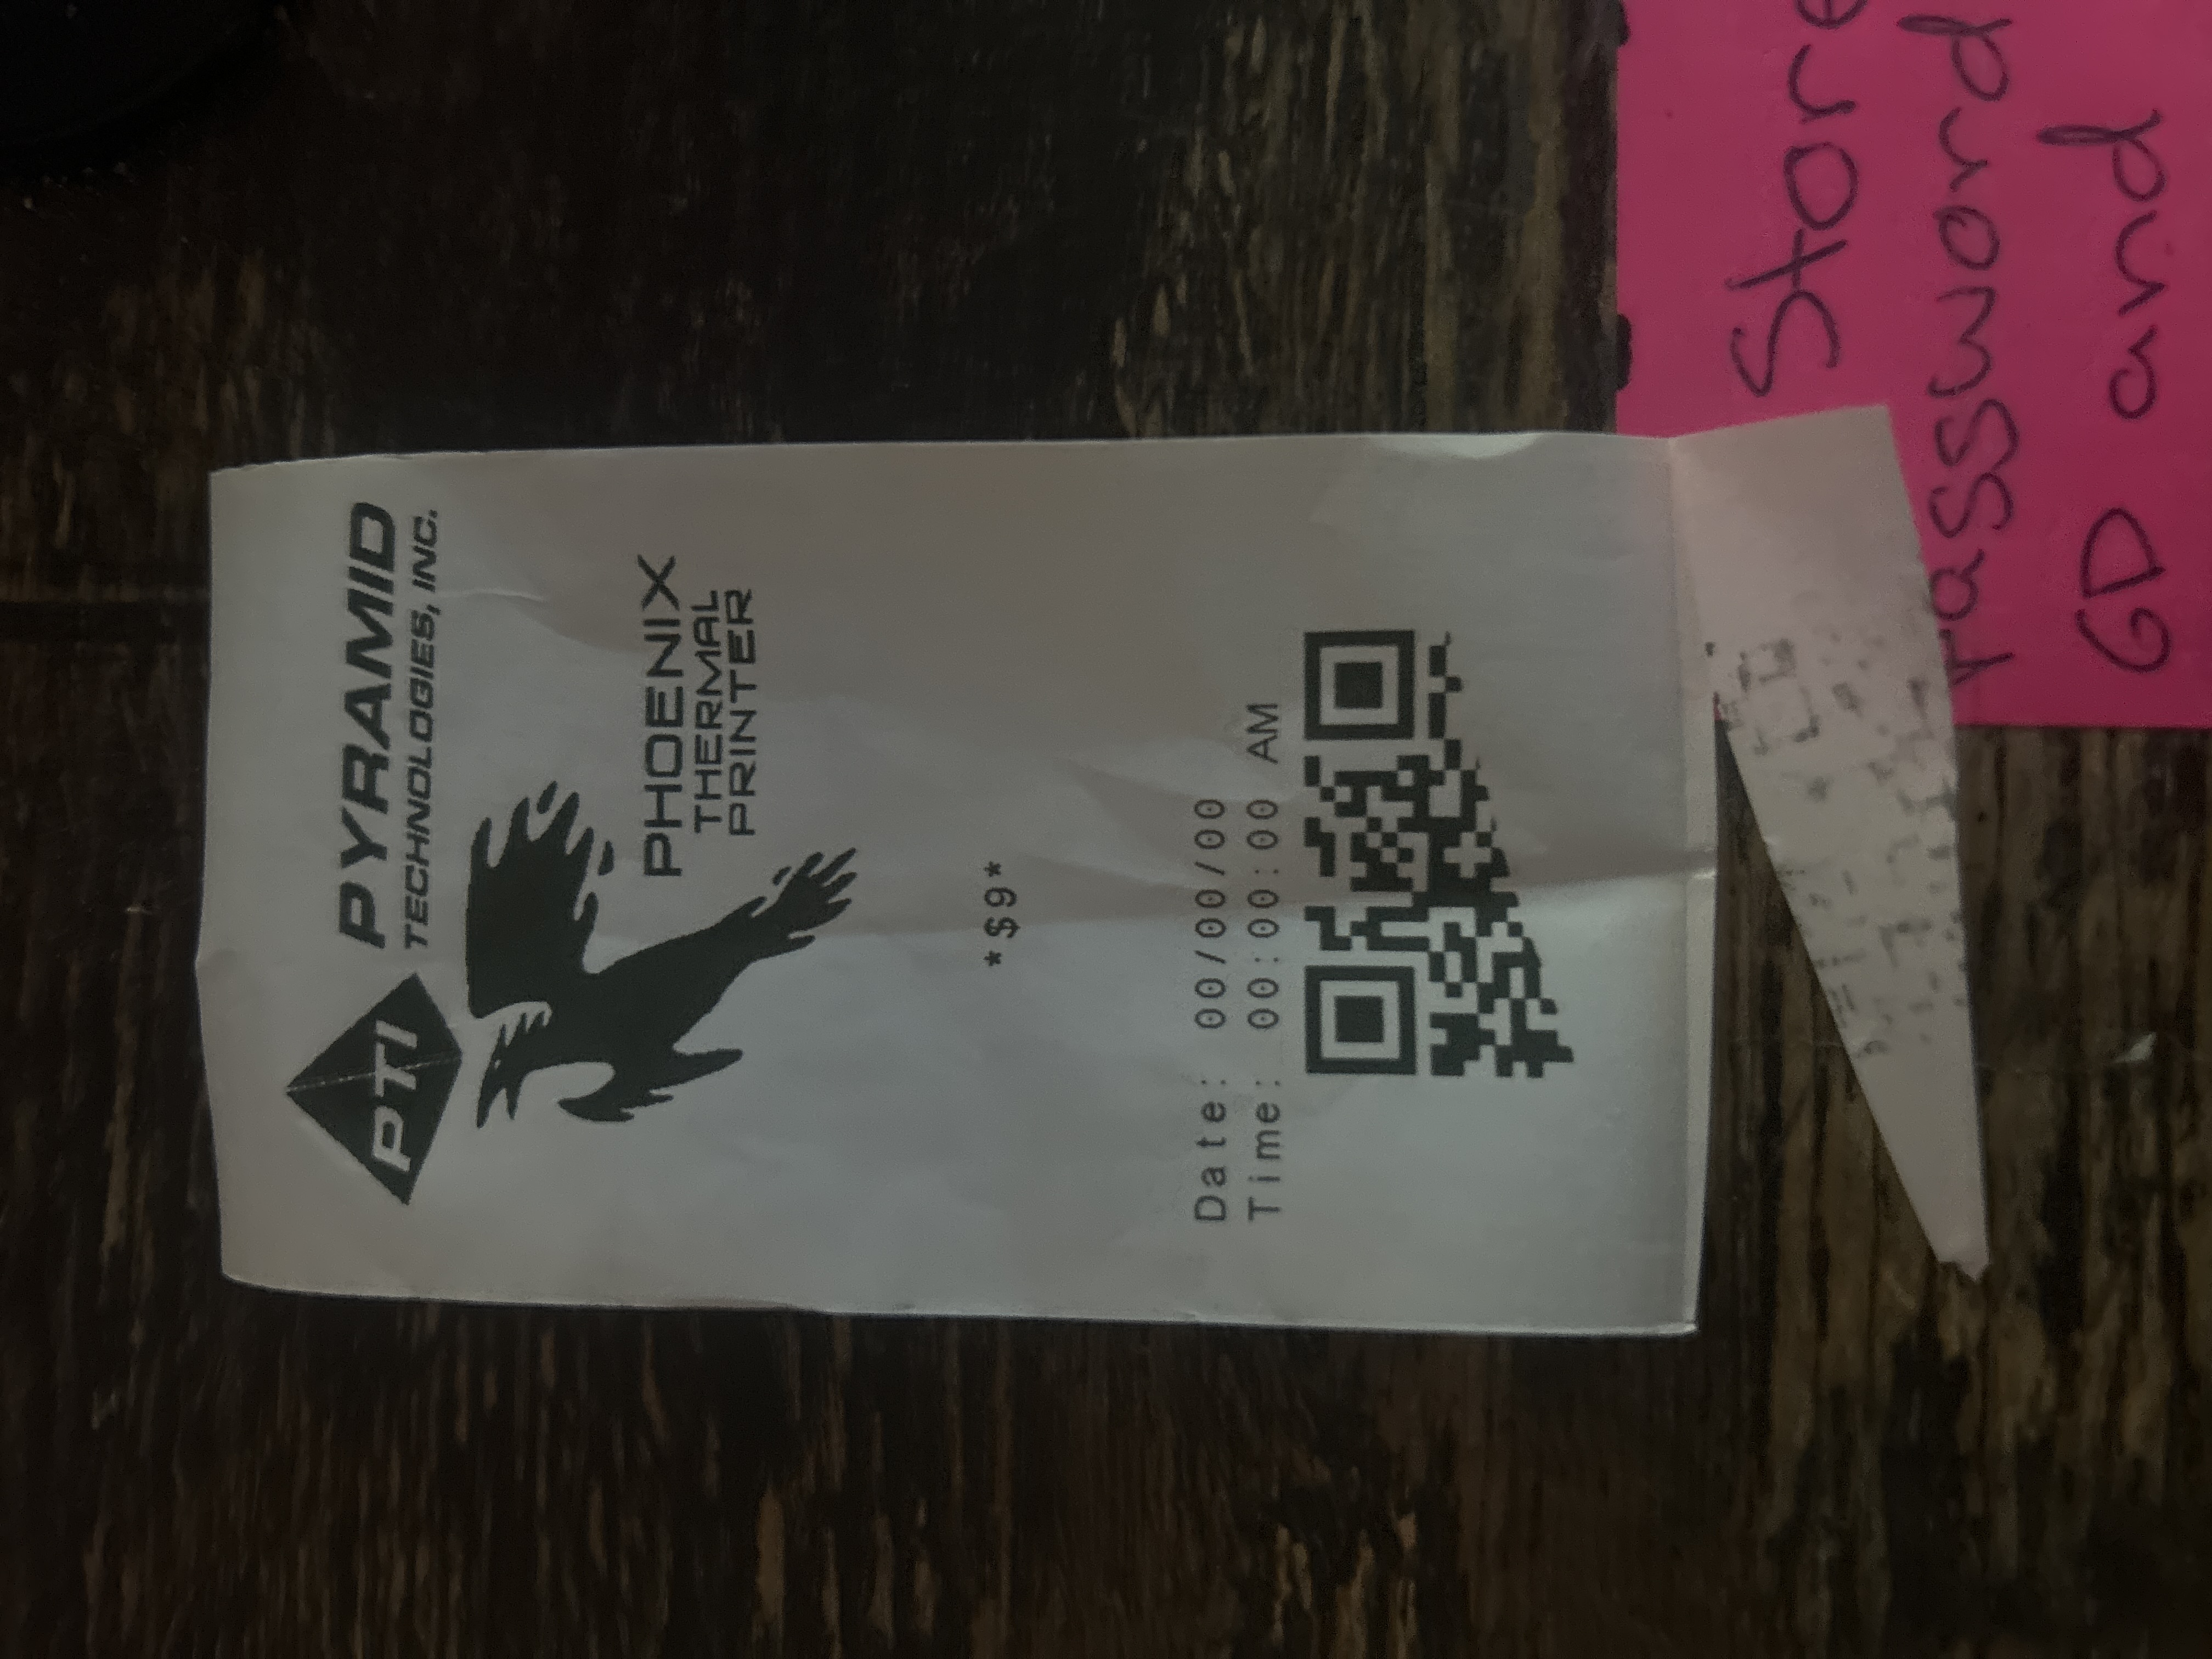 PTI
PYRAMID
TECHNOLOGIES, INC.
PHOENIX
THERMAL
PRINTER
*$9*
Date: 00/00/00
Time: 00:00:00 AM
Store
Password
GD and